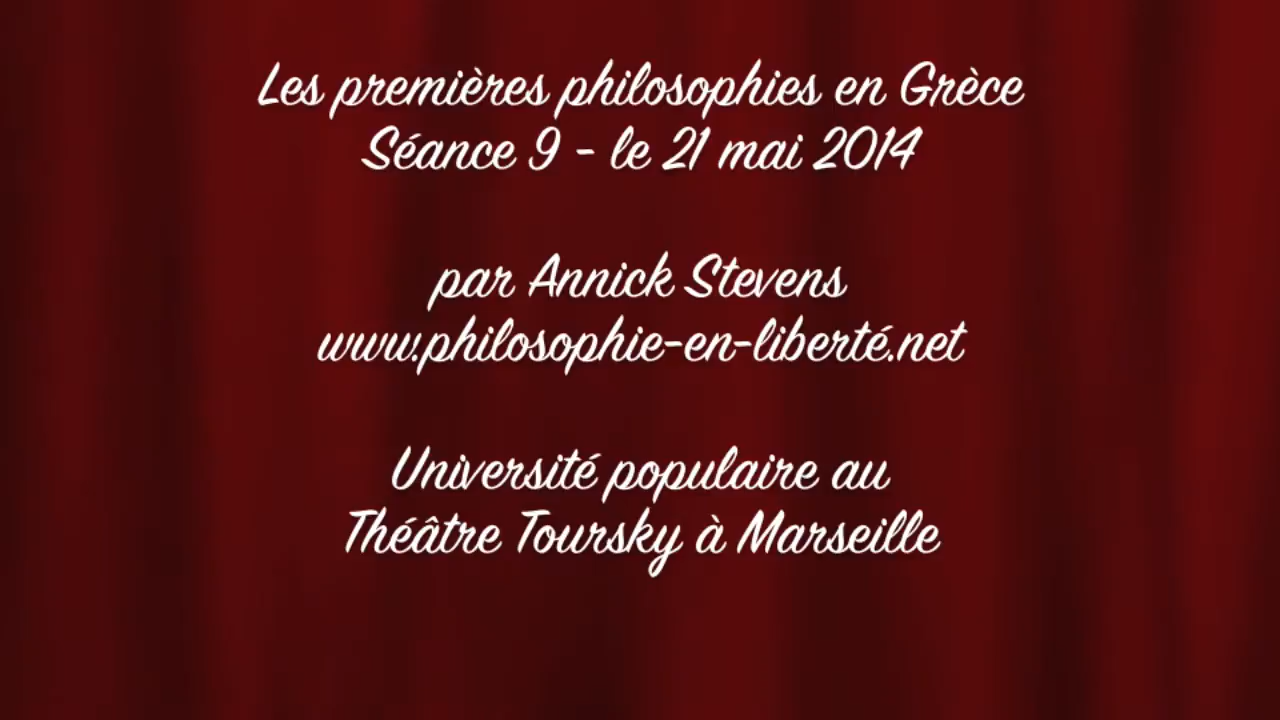 Les premières philosophies en Grèce
Séance 9 - le 21 mai 2014
par Annick Stevens
www.philosophie-en-liberté.net
Université populaire au
Théâtre Toursky à Marseille